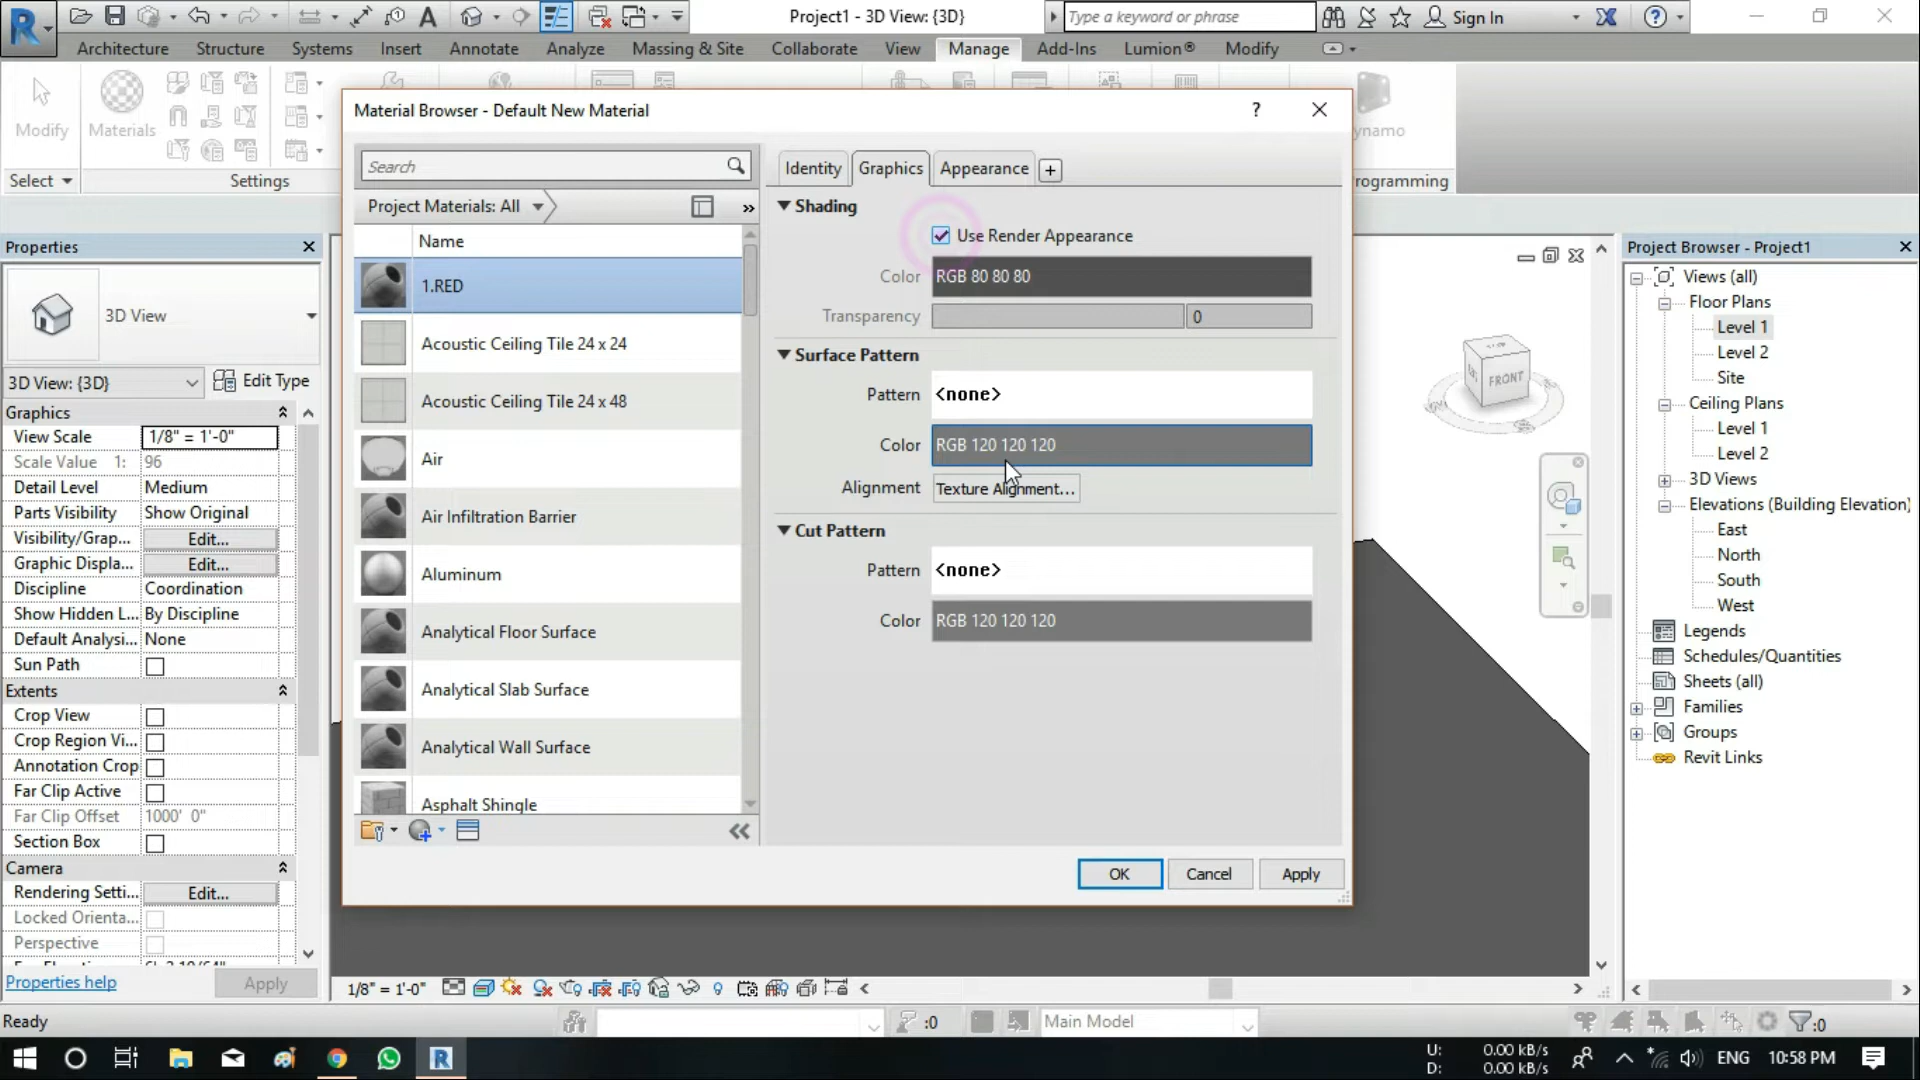 Project1 - 3D View: {3D}
Type a keyword or phrase
Sign In
Architecture
Structure
Systems
Insert
Annotate
Analyze
Massing & Site
Collaborate
View
Manage
Add-Ins
Lumion®
Modify
Modify
Materials
ynamo
Select
Settings
rogramming
Properties
3D View
3D View: {3D}
Edit Type
Graphics
View Scale 1/8" = 1'-0"
Scale Value 1: 96
Detail Level Medium
Parts Visibility Show Original
Visibility/Grap... Edit...
Graphic Displa... Edit...
Discipline Coordination
Show Hidden L... By Discipline
Default Analysi... None
Sun Path
Extents
Crop View
Crop Region Vi...
Annotation Crop
Far Clip Active
Far Clip Offset 1000' 0"
Section Box
Camera
Rendering Setti... Edit...
Locked Orienta...
Perspective
Properties help
Apply
Material Browser - Default New Material
Search
Project Materials: All
Name
1.RED
Acoustic Ceiling Tile 24 x 24
Acoustic Ceiling Tile 24 x 48
Air
Air Infiltration Barrier
Aluminum
Analytical Floor Surface
Analytical Slab Surface
Analytical Wall Surface
Asphalt Shingle
Identity
Graphics
Appearance
Shading
Use Render Appearance
Color RGB 80 80 80
Transparency 0
Surface Pattern
Pattern <none>
Color RGB 120 120 120
Alignment Texture Alignment...
Cut Pattern
Pattern <none>
Color RGB 120 120 120
OK
Cancel
Apply
FRONT
Project Browser - Project1
Views (all)
Floor Plans
Level 1
Level 2
Site
Ceiling Plans
Level 1
Level 2
3D Views
Elevations (Building Elevation)
East
North
South
West
Legends
Schedules/Quantities
Sheets (all)
Families
Groups
Revit Links
1/8" = 1'-0"
Ready
:0
Main Model
:0
U: 0.00 kB/s
D: 0.00 kB/s
ENG
10:58 PM